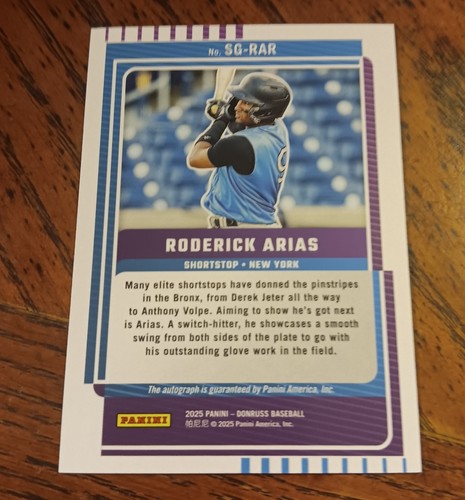 No. SG-RAR
RODERICK ARIAS
SHORTSTOP • NEW YORK
Many elite shortstops have donned the pinstripes
in the Bronx, from Derek Jeter all the way
to Anthony Volpe. Aiming to show he's got next
is Arias. A switch-hitter, he showcases a smooth
swing from both sides of the plate to go with
his outstanding glove work in the field.
The autograph is guaranteed by Panini America, Inc.
PANINI
2025 PANINI – DONRUSS BASEBALL
帕尼尼 © 2025 Panini America, Inc.